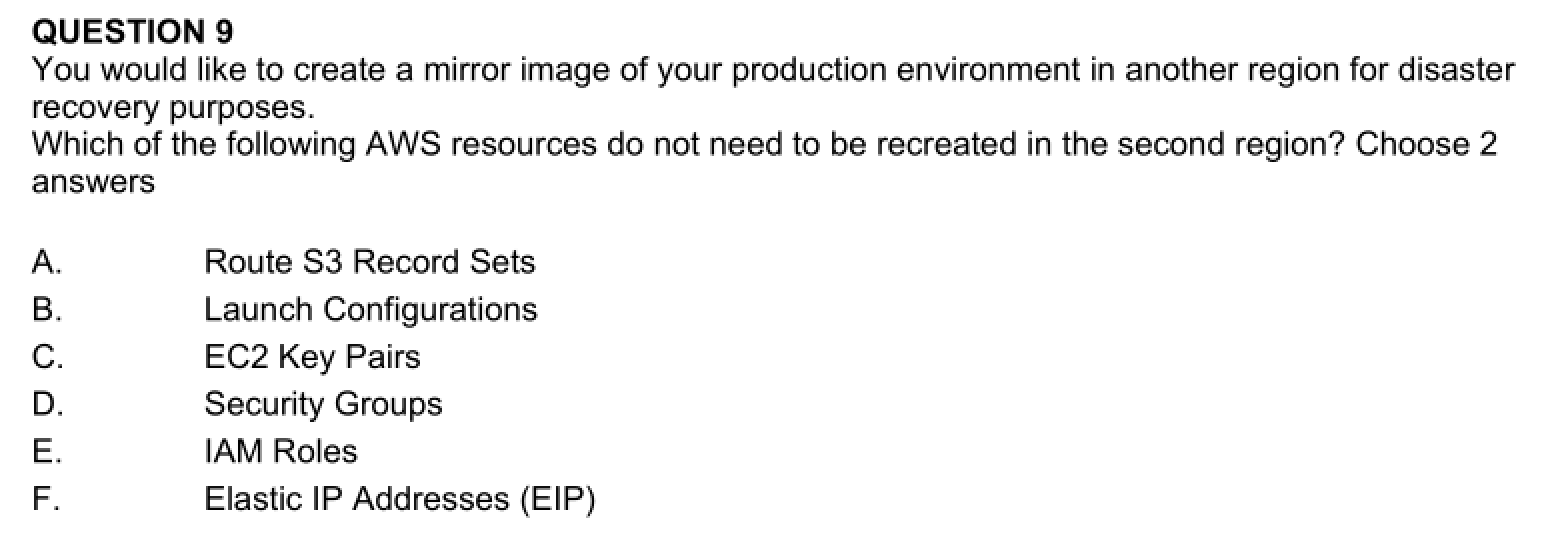 QUESTION 9
You would like to create a mirror image of your production environment in another region for disaster
recovery purposes.
Which of the following AWS resources do not need to be recreated in the second region? Choose 2
answers
A. Route S3 Record Sets
B. Launch Configurations
C. EC2 Key Pairs
D. Security Groups
E. IAM Roles
F. Elastic IP Addresses (EIP)